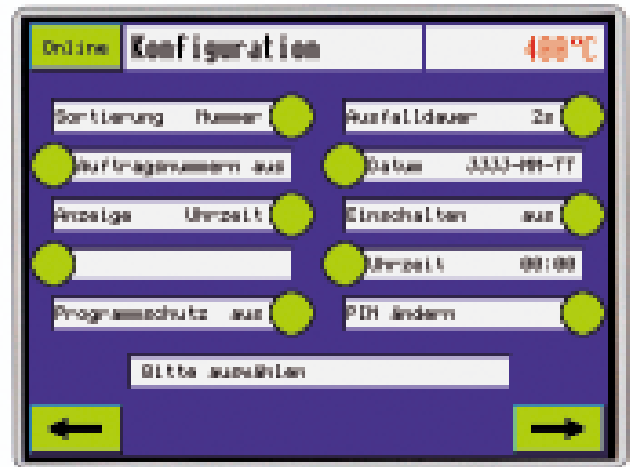 Online Konfiguration 400°C
Sortierung Nummer
Ausfalldauer 2s
Auftragsnummern aus
Datum JJJJ-MM-TT
Anzeige Uhrzeit
Einschalten aus
Uhrzeit 00:00
Programmschutz aus
PIN ändern
Bitte auswählen